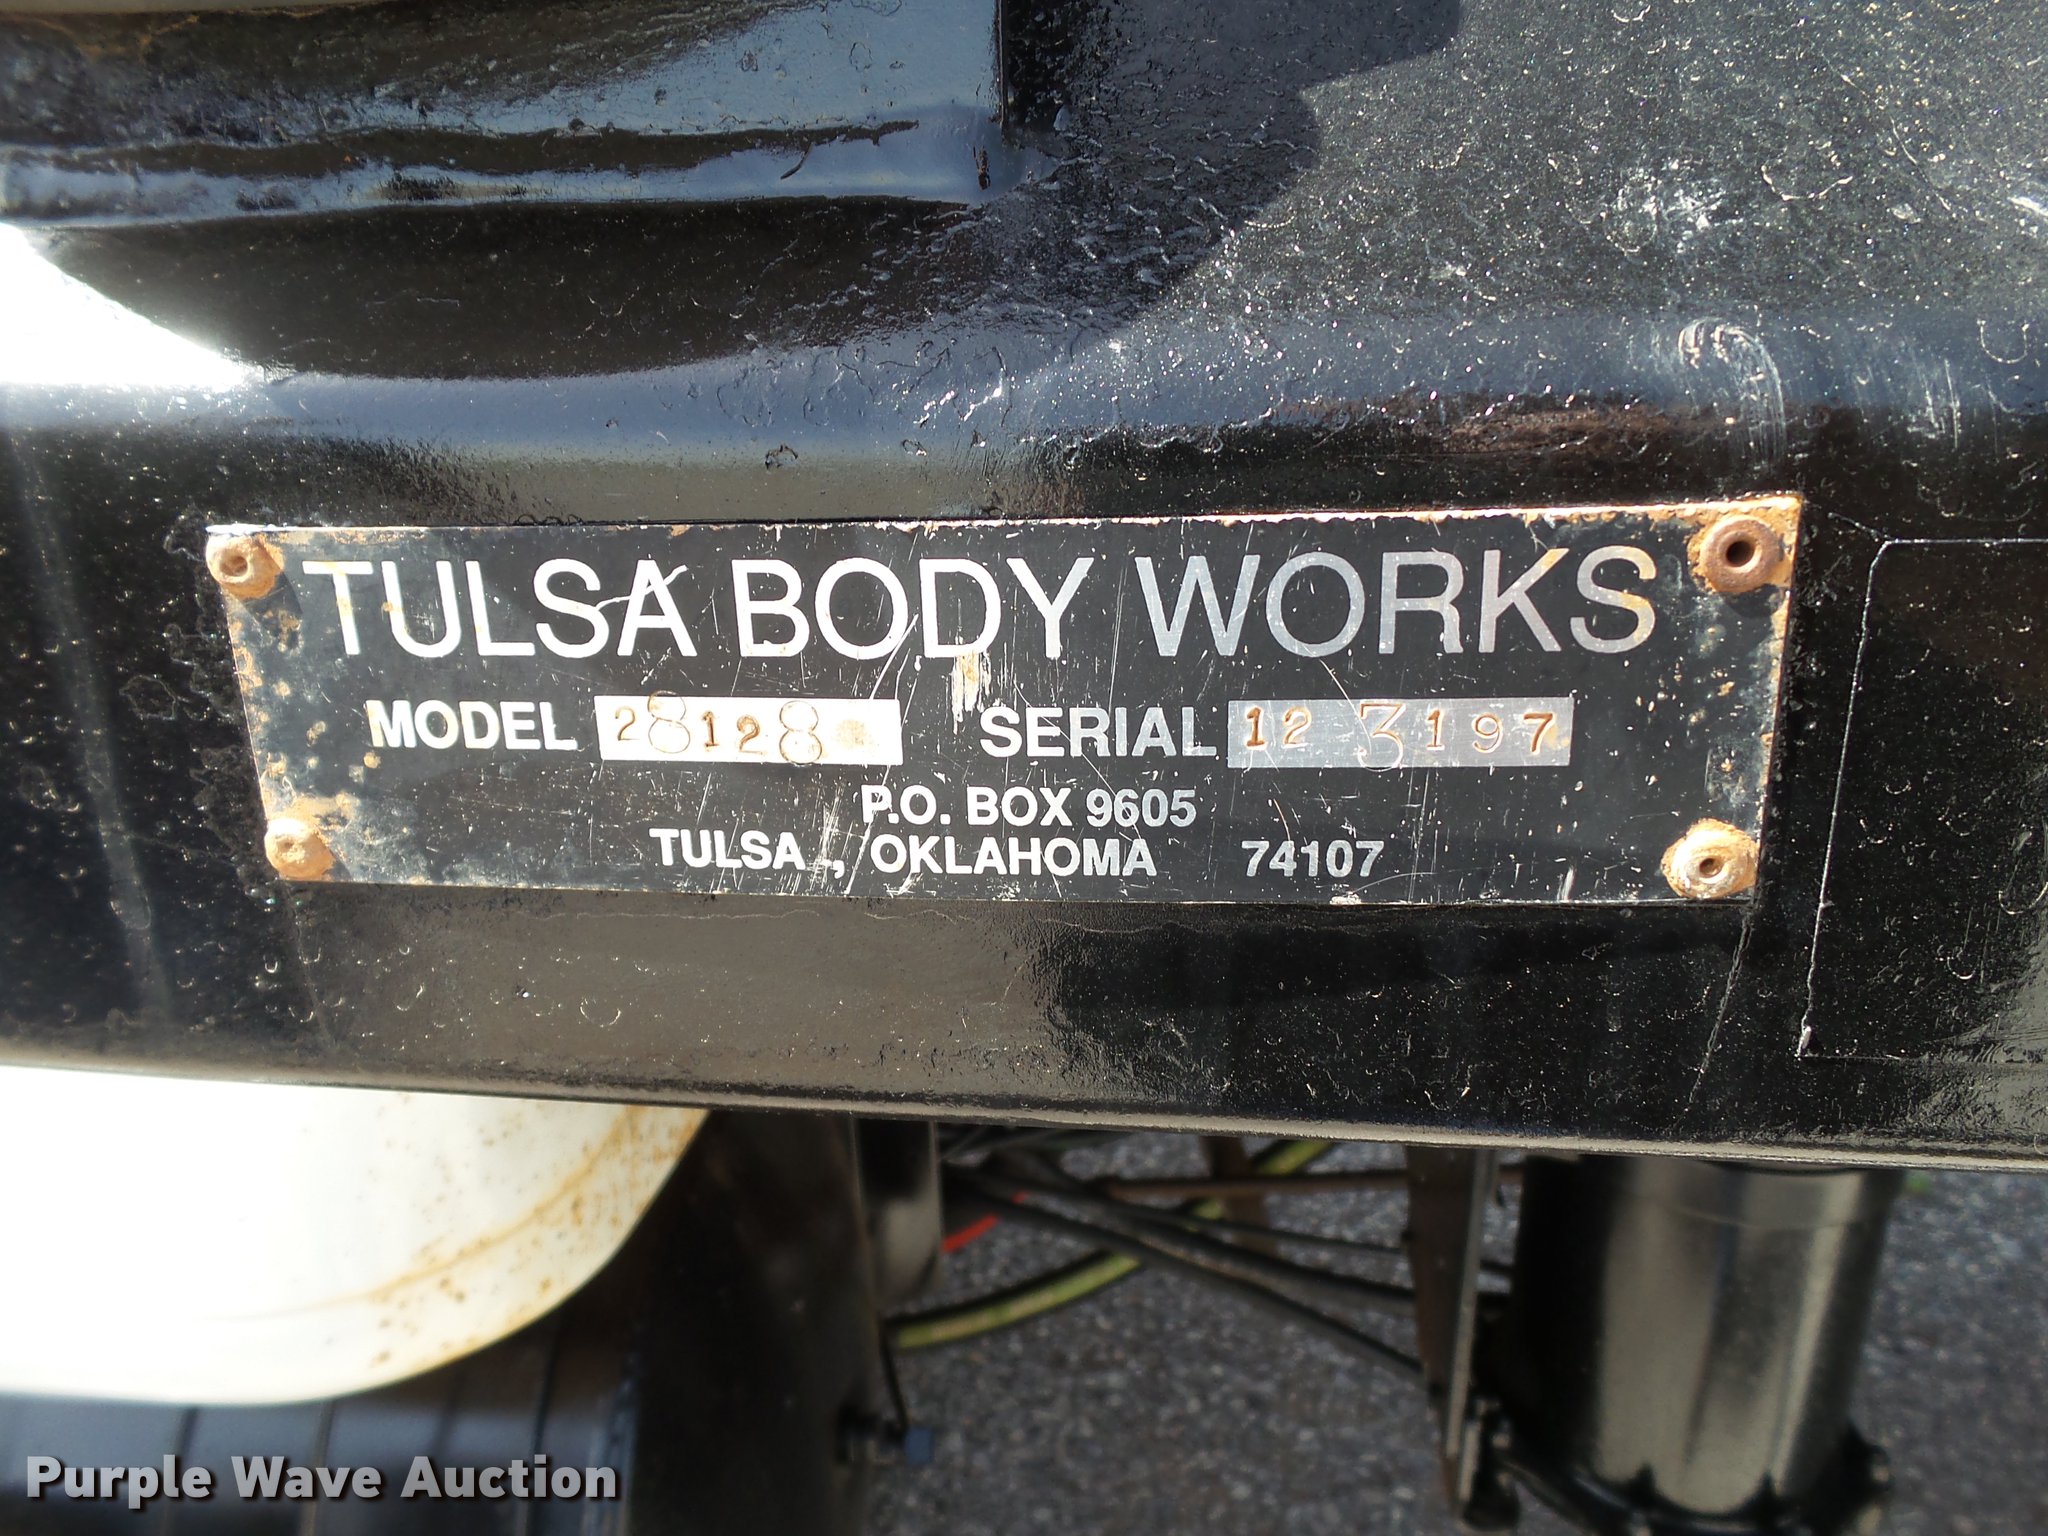 TULSA BODY WORKS
MODEL 28128 SERIAL 123197
P.O. BOX 9605
TULSA, OKLAHOMA 74107
Purple Wave Auction